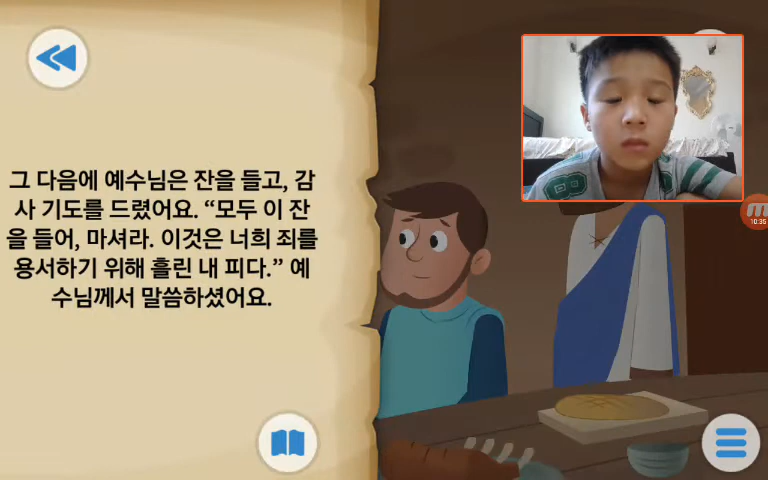 그 다음에 예수님은 잔을 들고, 감
사 기도를 드렸어요. “모두 이 잔
을 들어, 마셔라. 이것은 너희 죄를
용서하기 위해 흘린 내 피다.” 예
수님께서 말씀하셨어요.
10:35